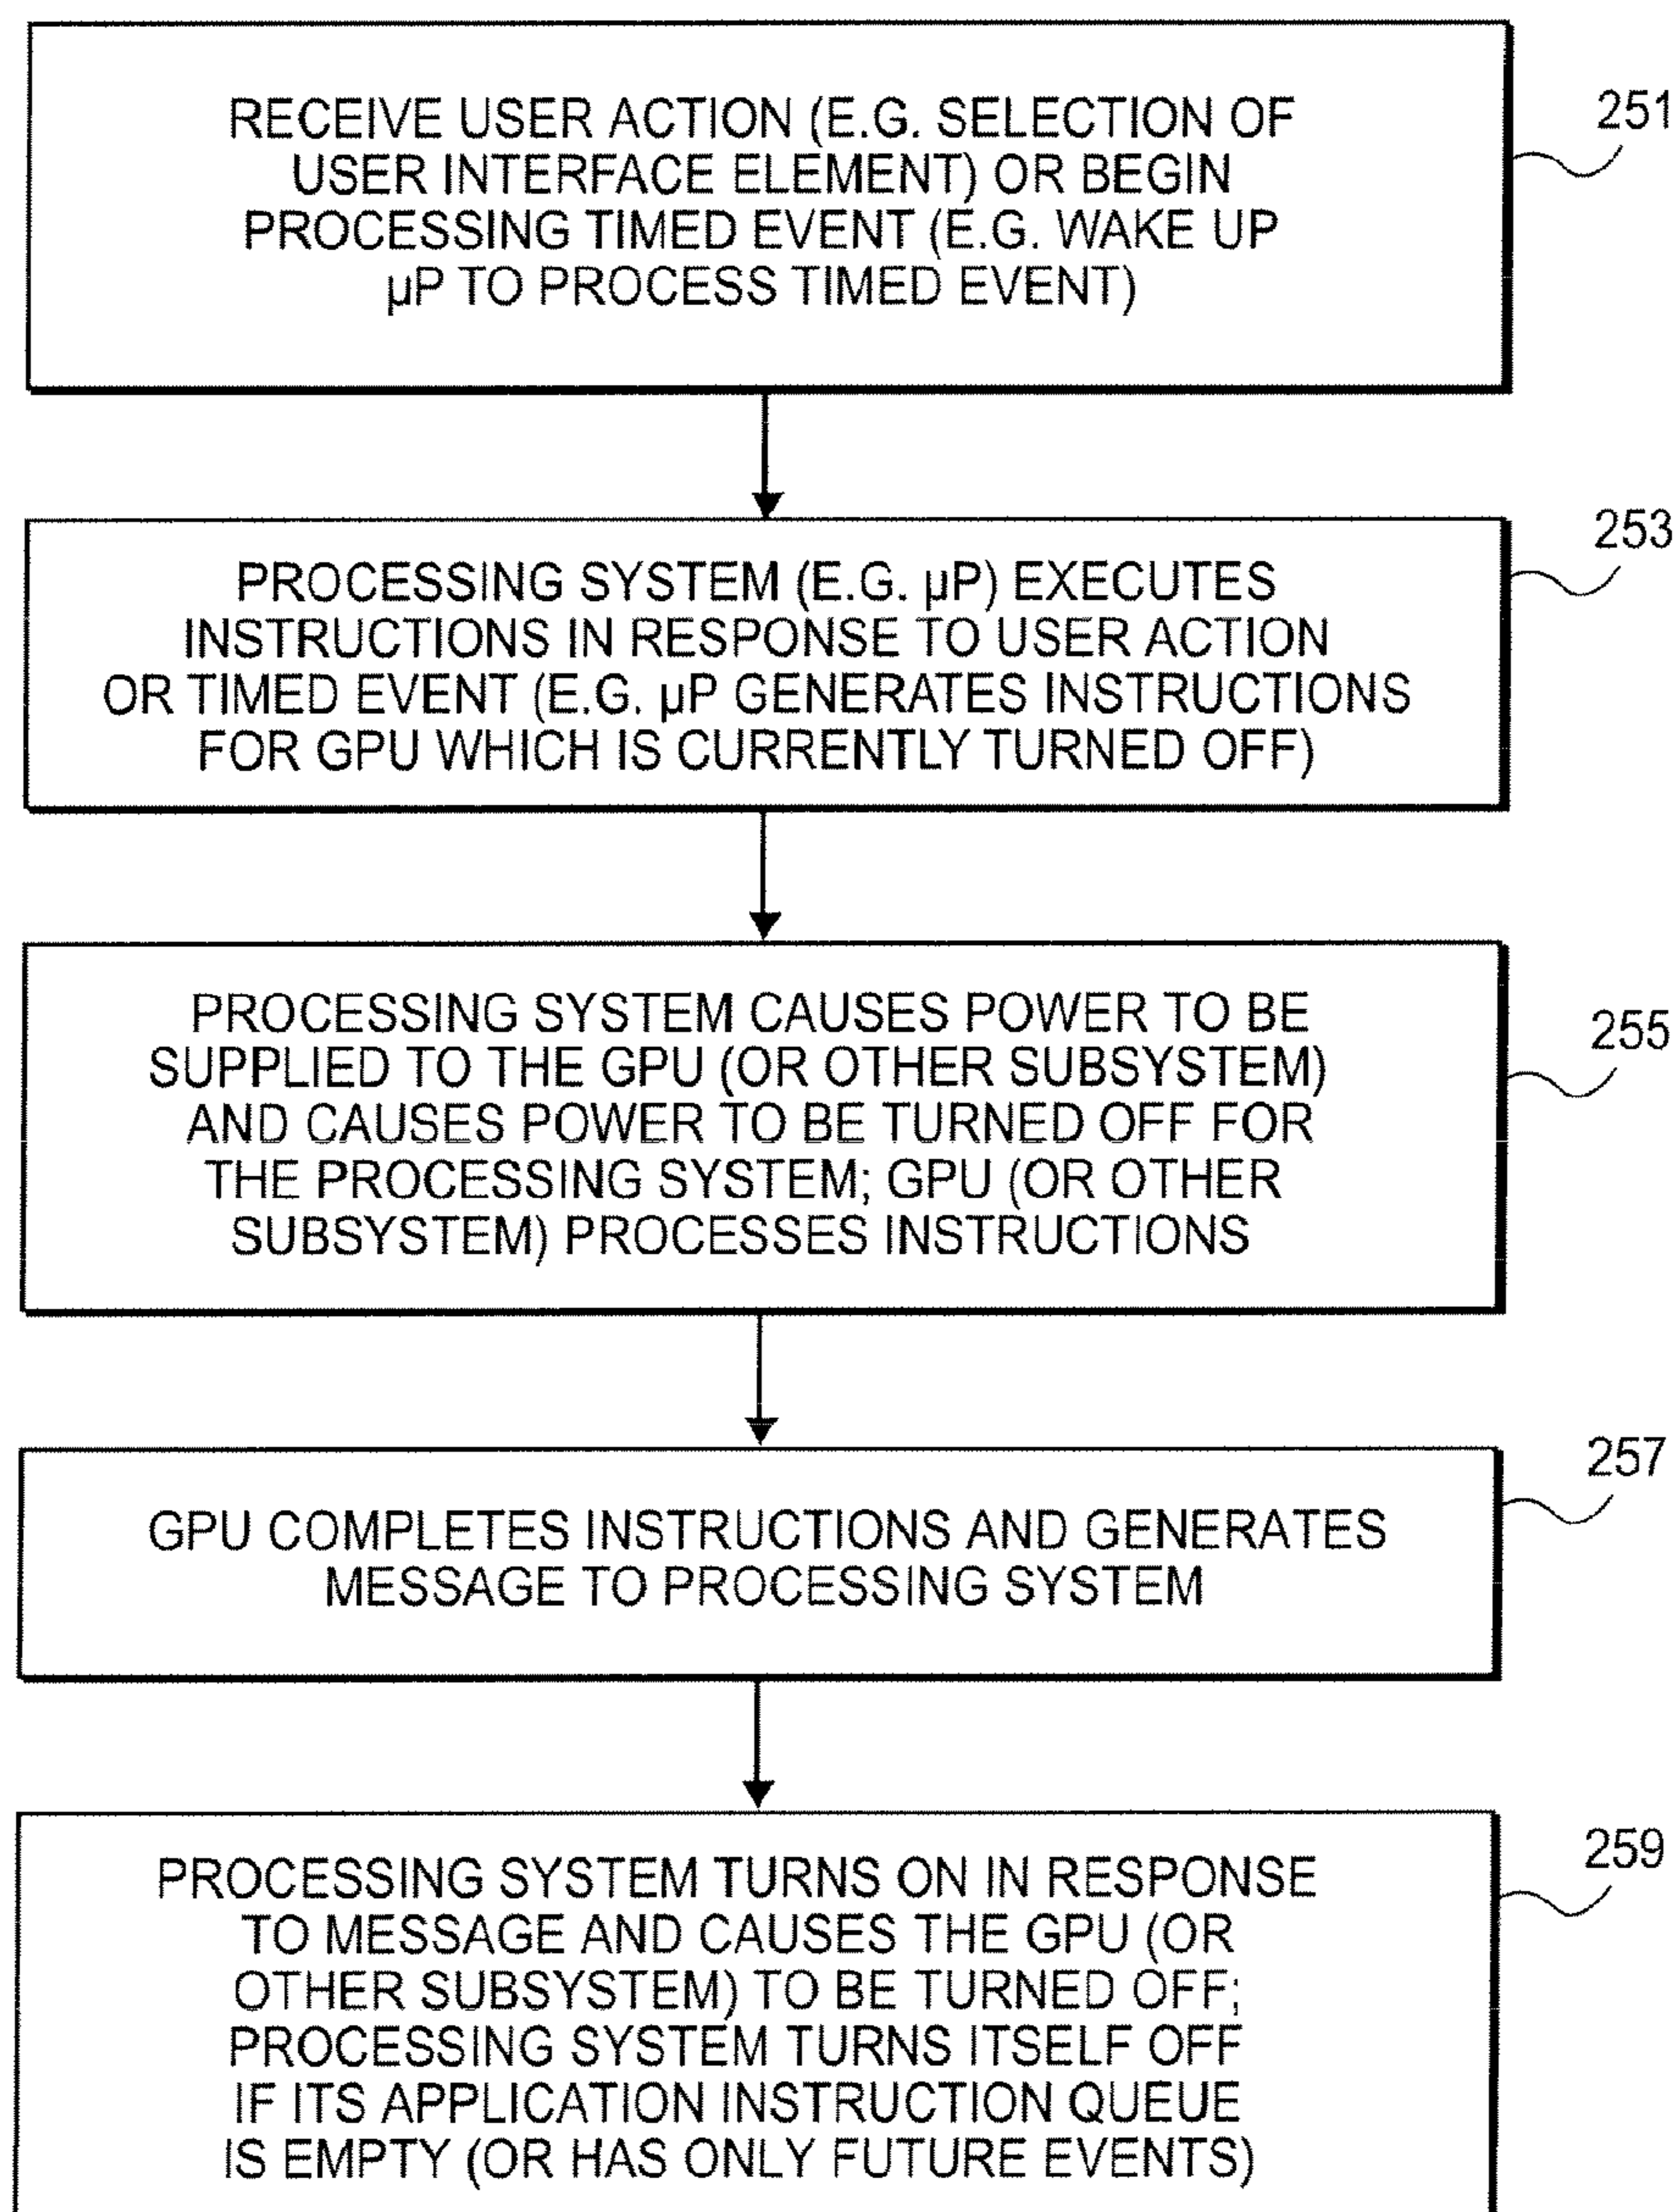 RECEIVE USER ACTION (E.G. SELECTION OF
USER INTERFACE ELEMENT) OR BEGIN
PROCESSING TIMED EVENT (E.G. WAKE UP
µP TO PROCESS TIMED EVENT)
251
PROCESSING SYSTEM (E.G. µP) EXECUTES
INSTRUCTIONS IN RESPONSE TO USER ACTION
OR TIMED EVENT (E.G. µP GENERATES INSTRUCTIONS
FOR GPU WHICH IS CURRENTLY TURNED OFF)
253
PROCESSING SYSTEM CAUSES POWER TO BE
SUPPLIED TO THE GPU (OR OTHER SUBSYSTEM)
AND CAUSES POWER TO BE TURNED OFF FOR
THE PROCESSING SYSTEM; GPU (OR OTHER
SUBSYSTEM) PROCESSES INSTRUCTIONS
255
GPU COMPLETES INSTRUCTIONS AND GENERATES
MESSAGE TO PROCESSING SYSTEM
257
PROCESSING SYSTEM TURNS ON IN RESPONSE
TO MESSAGE AND CAUSES THE GPU (OR
OTHER SUBSYSTEM) TO BE TURNED OFF;
PROCESSING SYSTEM TURNS ITSELF OFF
IF ITS APPLICATION INSTRUCTION QUEUE
IS EMPTY (OR HAS ONLY FUTURE EVENTS)
259